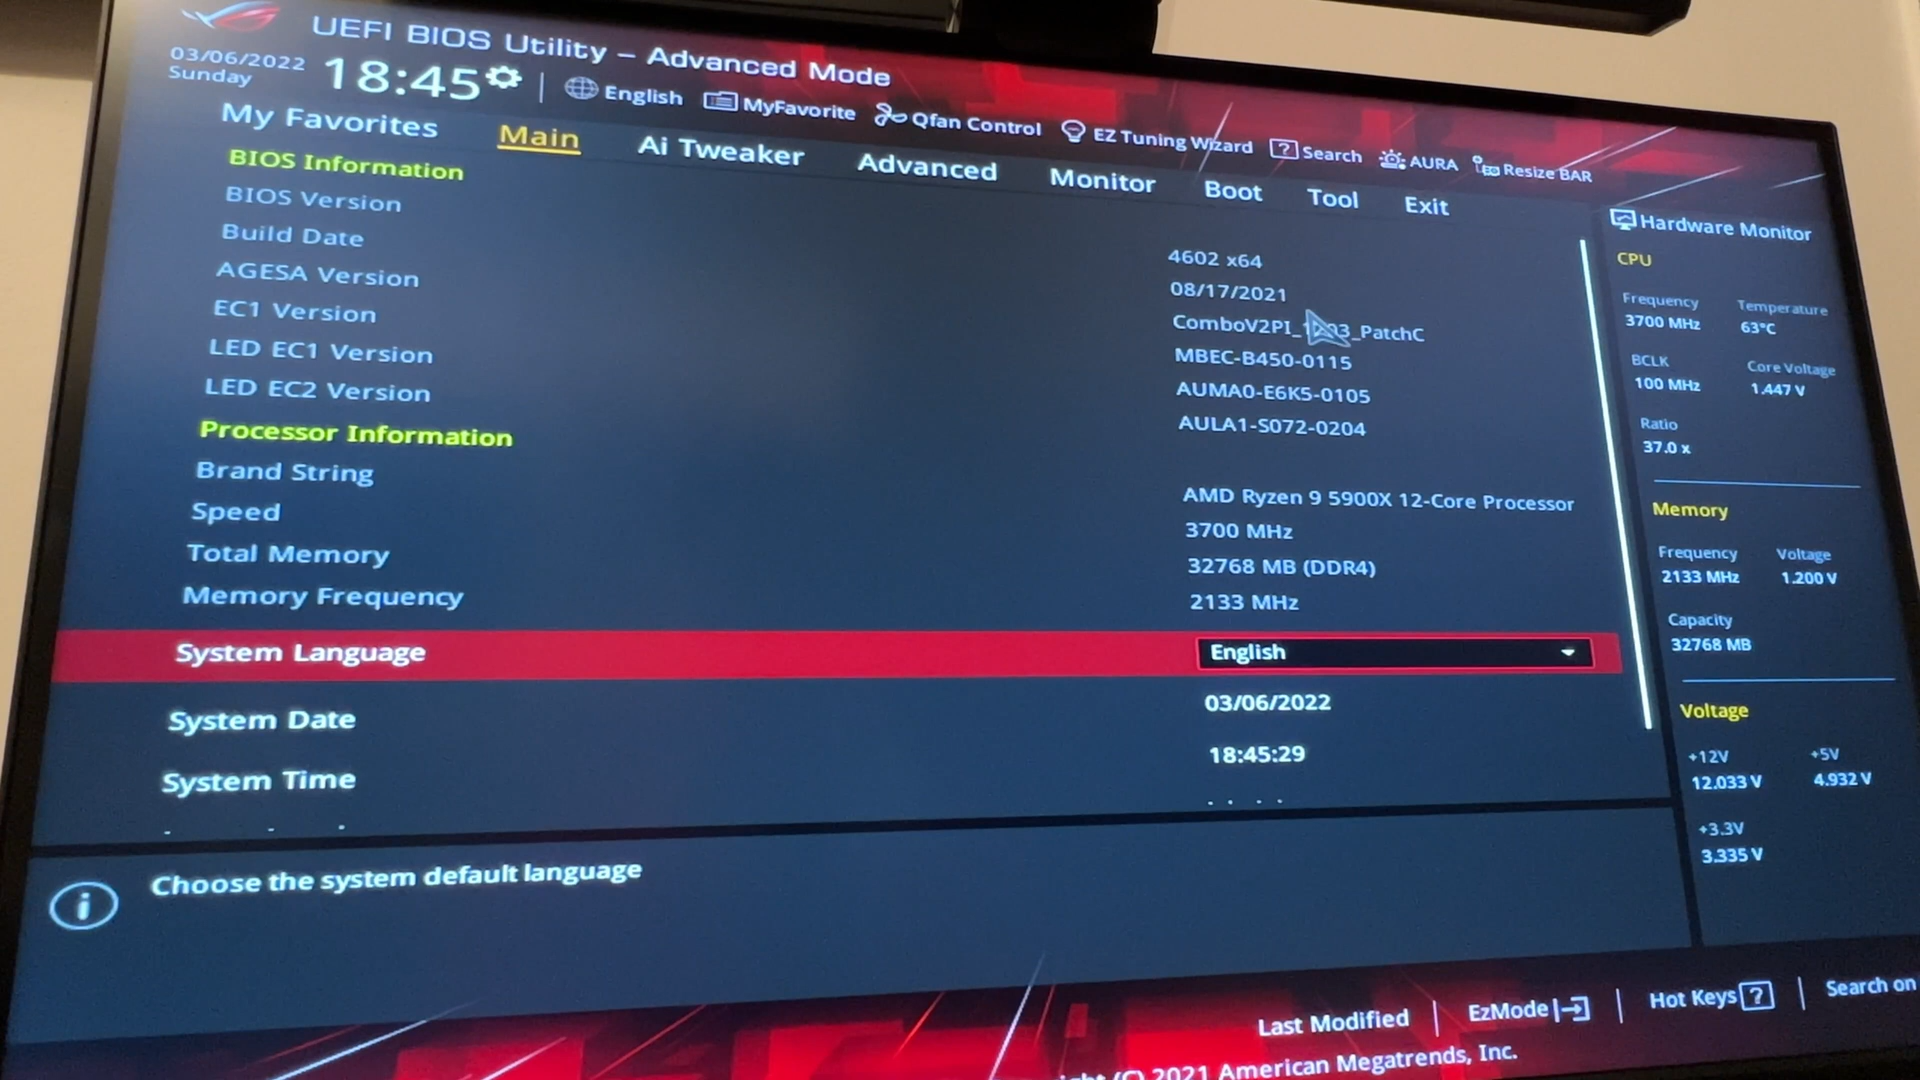 UEFI BIOS Utility – Advanced Mode
03/06/2022
Sunday
18:45
English
MyFavorite
Qfan Control
EZ Tuning Wizard
? Search
AURA
Resize BAR
My Favorites
Main
Ai Tweaker
Advanced
Monitor
Boot
Tool
Exit
BIOS Information
BIOS Version
4602 x64
Build Date
08/17/2021
AGESA Version
ComboV2PI_ _PatchC
EC1 Version
MBEC-B450-0115
LED EC1 Version
AUMA0-E6K5-0105
LED EC2 Version
AULA1-S072-0204
Processor Information
Brand String
AMD Ryzen 9 5900X 12-Core Processor
Speed
3700 MHz
Total Memory
32768 MB (DDR4)
Memory Frequency
2133 MHz
System Language
English
System Date
03/06/2022
System Time
18:45:29
Choose the system default language
Hardware Monitor
CPU
Frequency Temperature
3700 MHz 63°C
BCLK Core Voltage
100 MHz 1.447 V
Ratio
37.0 x
Memory
Frequency Voltage
2133 MHz 1.200 V
Capacity
32768 MB
Voltage
+12V +5V
12.033 V 4.932 V
+3.3V
3.335 V
Last Modified
EzMode
Hot Keys ?
Search on
(C) 2021 American Megatrends, Inc.